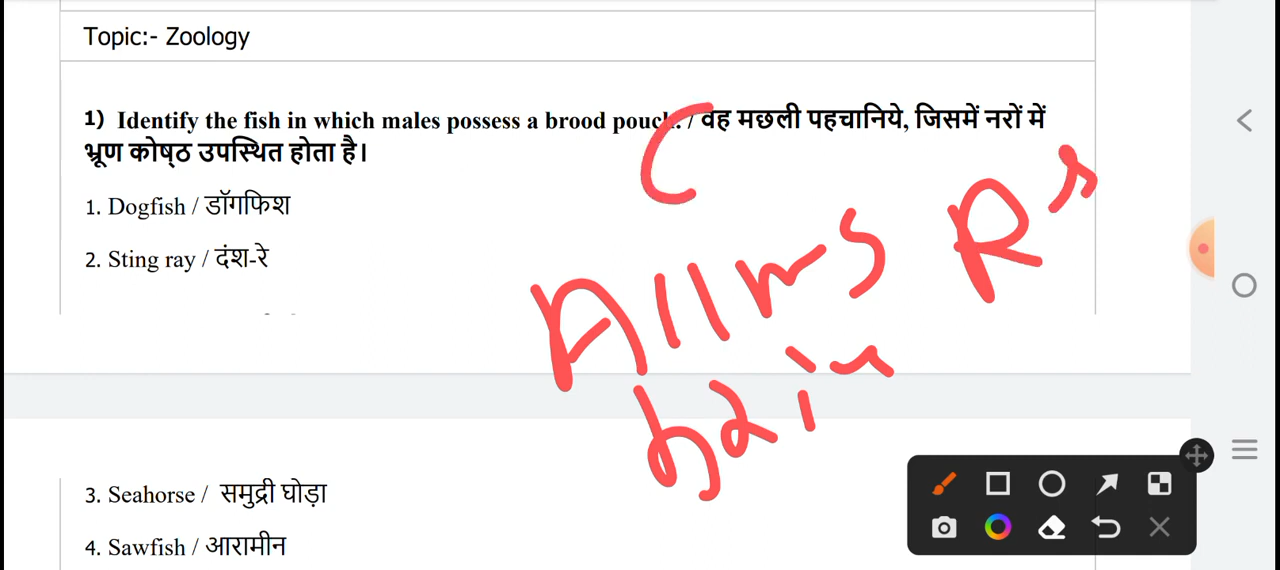 Topic:- Zoology
1) Identify the fish in which males possess a brood pouch. / वह मछली पहचानिये, जिसमें नरों में
भ्रूण कोष्ठ उपस्थित होता है।
1. Dogfish / डॉगफिश
2. Sting ray / दंश-रे
3. Seahorse / समुद्री घोड़ा
4. Sawfish / आरामीन